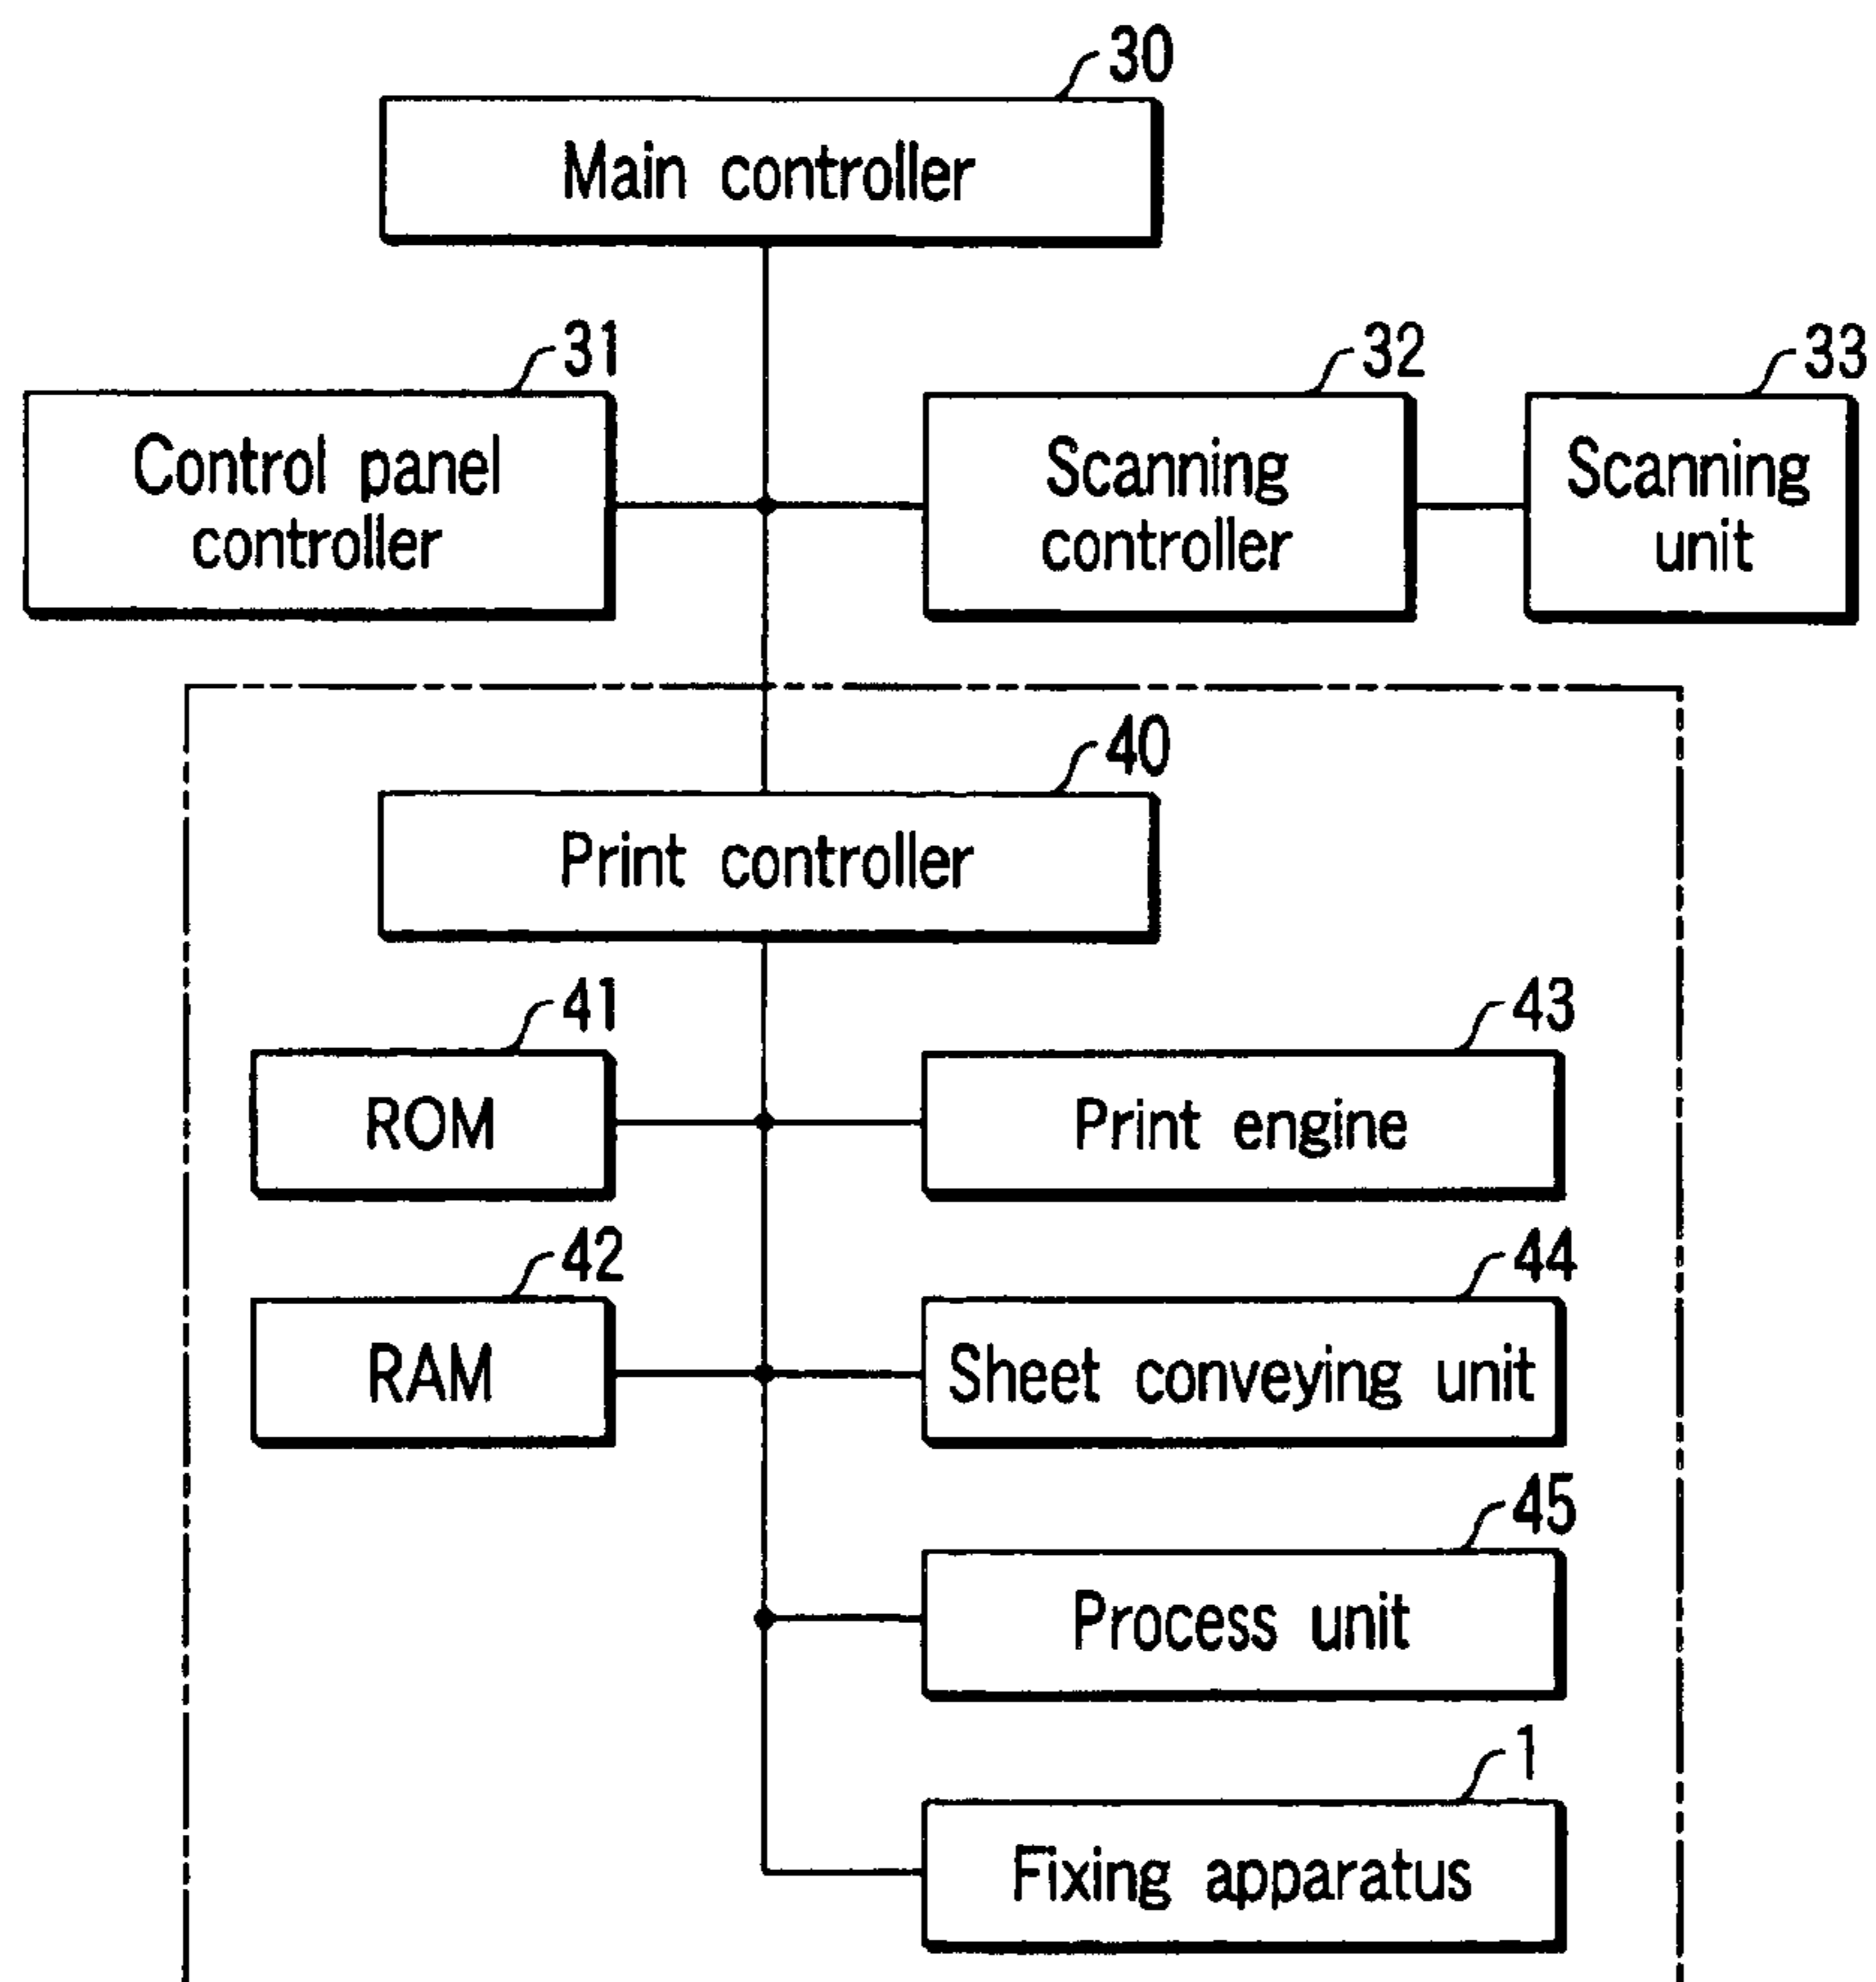 30
Main controller
31
Control panel
controller
32
Scanning
controller
33
Scanning
unit
40
Print controller
41
ROM
43
Print engine
42
RAM
44
Sheet conveying unit
45
Process unit
1
Fixing apparatus